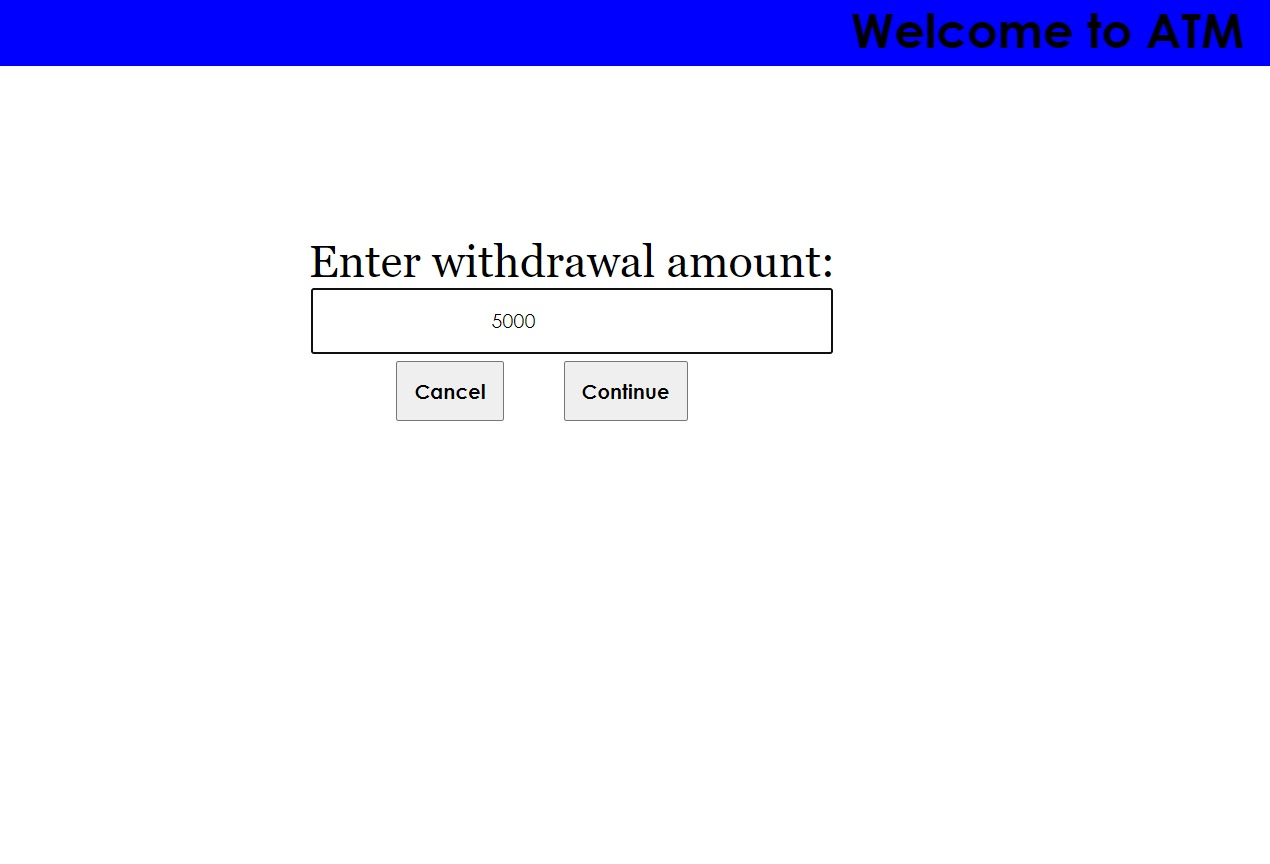 Welcome to ATM
Enter withdrawal amount:
5000
Cancel Continue